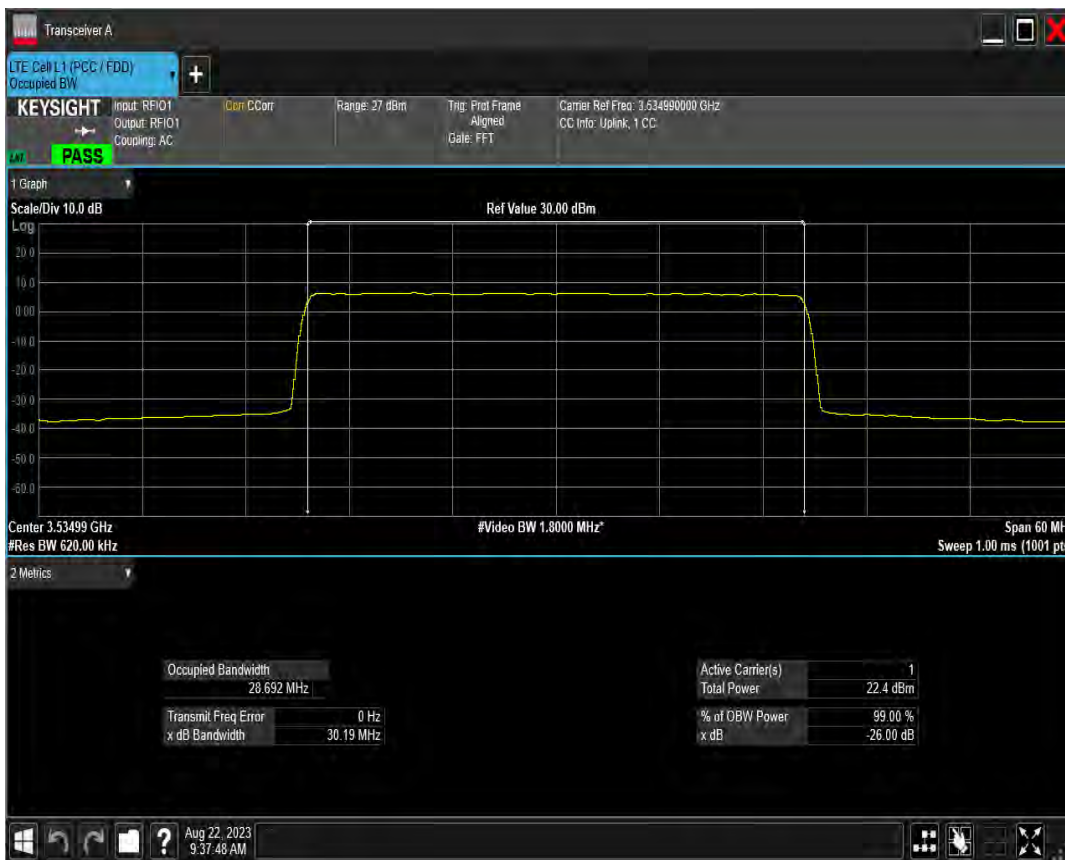 Transceiver A
LTE Cell L1 (PCC / FDD)
Occupied BW
+
KEYSIGHT
PASS
Input: RFIO1
Output: RFIO1
Coupling: AC
Corr CCorr
Range: 27 dBm
Trig: Prot Frame
Aligned
Gate: FFT
Carrier Ref Freq: 3.534990000 GHz
CC Info: Uplink, 1 CC
1 Graph
Scale/Div 10.0 dB
Ref Value 30.00 dBm
Log
20.0
10.0
0.00
-10.0
-20.0
-30.0
-40.0
-50.0
-60.0
Center 3.53499 GHz
#Video BW 1.8000 MHz*
Span 60 MH
#Res BW 620.00 kHz
Sweep 1.00 ms (1001 pt
2 Metrics
Occupied Bandwidth
28.692 MHz
Transmit Freq Error 0 Hz
x dB Bandwidth 30.19 MHz
Active Carrier(s) 1
Total Power 22.4 dBm
% of OBW Power 99.00 %
x dB -26.00 dB
?
Aug 22, 2023
9:37:48 AM